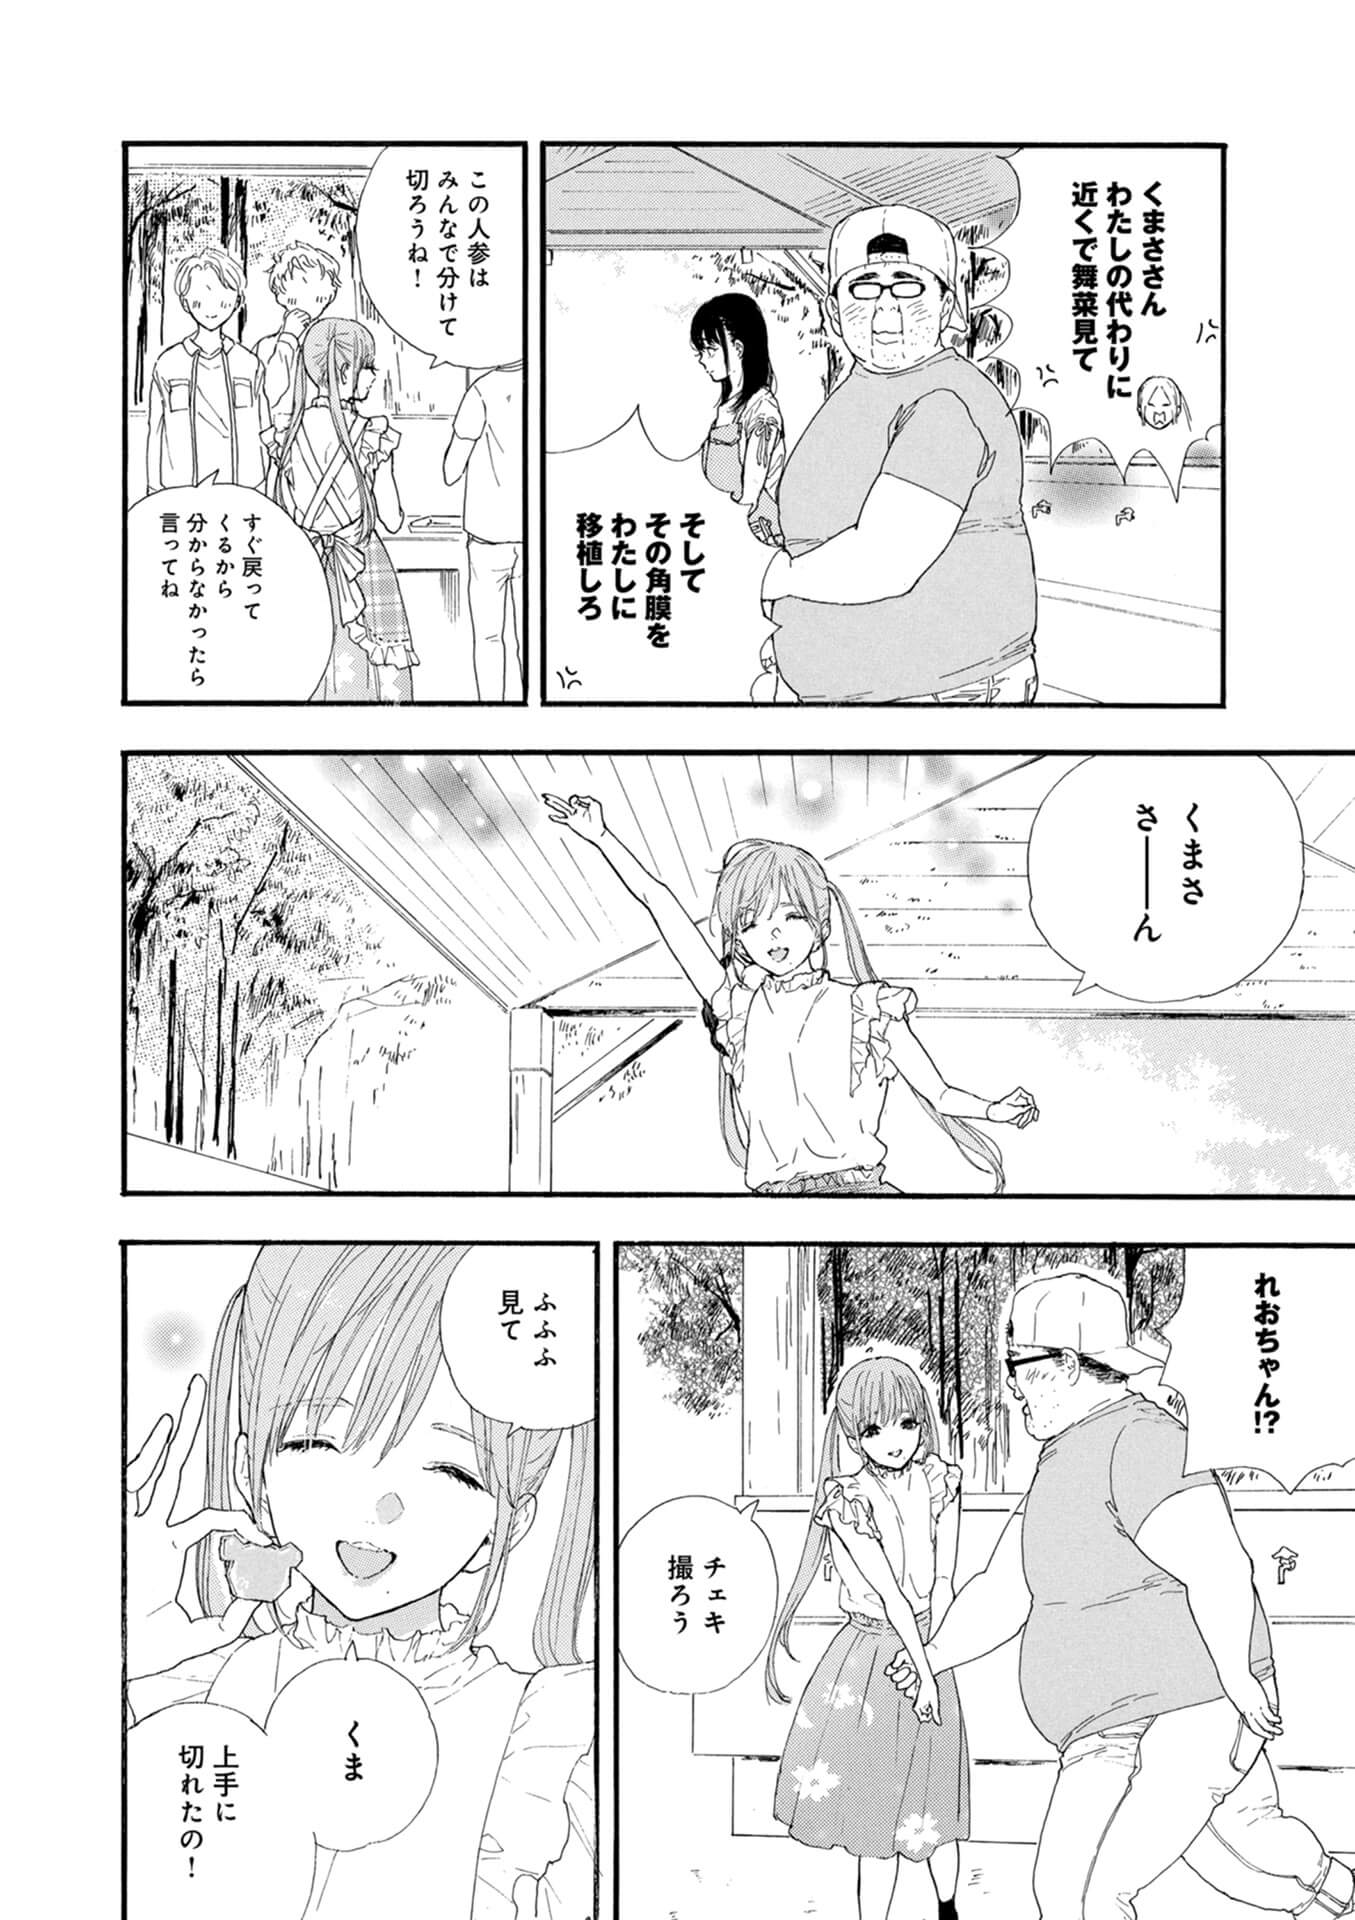 くまささん
わたしの代わりに
近くで舞菜見て
そして
その角膜を
わたしに
移植しろ
この人参は
みんなで分けて
切ろうね！
すぐ戻って
くるから
分からなかったら
言ってね
くまさ
さーーん
れおちゃん!?
チェキ
撮ろう
ふふふ
見て
くま
上手に
切れたの！